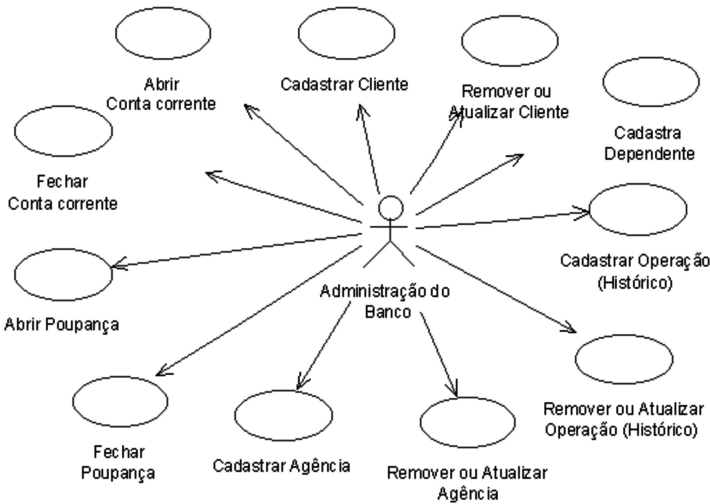 Abrir
Conta corrente
Cadastrar Cliente
Remover ou
Atualizar Cliente
Cadastra
Dependente
Fechar
Conta corrente
Cadastrar Operação
(Histórico)
Abrir Poupança
Administração do
Banco
Remover ou Atualizar
Operação (Histórico)
Fechar
Poupança
Cadastrar Agência
Remover ou Atualizar
Agência